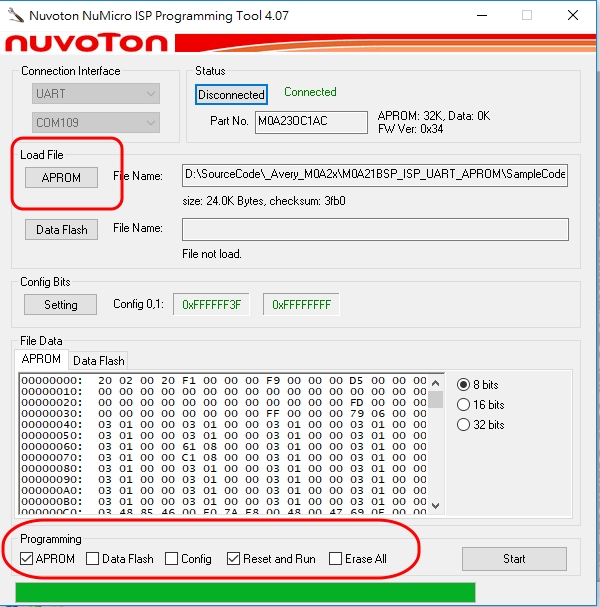 Nuvoton NuMicro ISP Programming Tool 4.07
nuvoTon
Connection Interface
UART
COM109
Status
Disconnected
Connected
Part No.
M0A23OC1AC
APROM: 32K, Data: 0K
FW Ver: 0x34
Load File
APROM
File Name:
D:\SourceCode\_Avery_M0A2x\M0A21BSP_ISP_UART_APROM\SampleCode
size: 24.0K Bytes, checksum: 3fb0
Data Flash
File Name:
File not load.
Config Bits
Setting
Config 0,1:
0xFFFFFF3F
0xFFFFFFFF
File Data
APROM
Data Flash
00000000: 20 02 00 20 F1 00 00 00 F9 00 00 00 D5 00 00 00
00000010: 00 00 00 00 00 00 00 00 00 00 00 00 00 00 00 00
00000020: 00 00 00 00 00 00 00 00 00 00 00 00 FD 00 00 00
00000030: 00 00 00 00 00 00 00 00 FF 00 00 00 79 06 00 00
00000040: 03 01 00 00 03 01 00 00 03 01 00 00 03 01 00 00
00000050: 03 01 00 00 03 01 00 00 03 01 00 00 03 01 00 00
00000060: 03 01 00 00 61 08 00 00 03 01 00 00 03 01 00 00
00000070: 03 01 00 00 C1 08 00 00 03 01 00 00 03 01 00 00
00000080: 03 01 00 00 03 01 00 00 03 01 00 00 03 01 00 00
00000090: 03 01 00 00 03 01 00 00 03 01 00 00 03 01 00 00
000000A0: 03 01 00 00 03 01 00 00 03 01 00 00 03 01 00 00
000000B0: 03 01 00 00 03 01 00 00 03 01 00 00 03 01 00 00
000000C0: 03 48 85 46 00 F0 7A F8 00 48 00 47 69 0F 00 00
8 bits
16 bits
32 bits
Programming
APROM
Data Flash
Config
Reset and Run
Erase All
Start